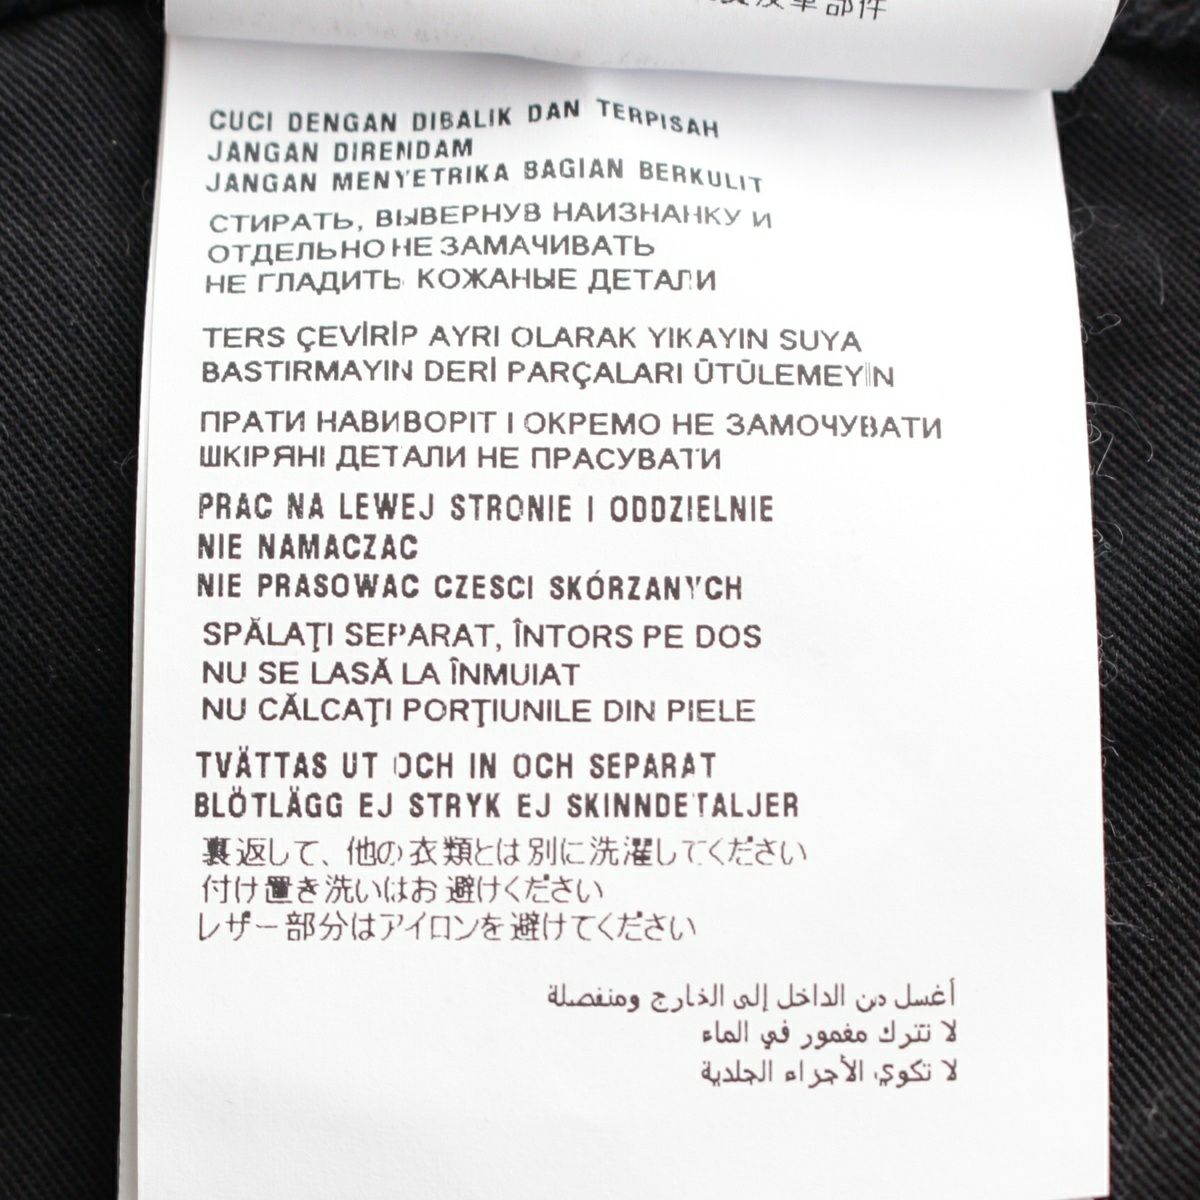 部件
CUCI DENGAN DIBALIK DAN TERPISAH
JANGAN DIRENDAM
JANGAN MENYETRIKA BAGIAN BERKULIT
СТИРАТЬ, ВЫВЕРНУВ НАИЗНАНКУ И
ОТДЕЛЬНО НЕ ЗАМАЧИВАТЬ
НЕ ГЛАДИТЬ КОЖАНЫЕ ДЕТАЛИ
TERS ÇEVİRİP AYRI OLARAK YIKAYIN SUYA
BASTIRMAYIN DERİ PARÇALARI ÜTÜLEMEYİN
ПРАТИ НАВИВОРІТ І ОКРЕМО НЕ ЗАМОЧУВАТИ
ШКІРЯНІ ДЕТАЛИ НЕ ПРАСУВАТИ
PRAC NA LEWEJ STRONIE I ODDZIELNIE
NIE NAMACZAC
NIE PRASOWAC CZESCI SKÓRZANYCH
SPĂLAŢI SEPARAT, ÎNTORS PE DOS
NU SE LASĂ LA ÎNMUIAT
NU CĂLCAŢI PORŢIUNILE DIN PIELE
TVÄTTAS UT OCH IN OCH SEPARAT
BLÖTLÄGG EJ STRYK EJ SKINNDETALJER
裏返して、他の衣類とは別に洗濯してください
付け置き洗いはお避けください
レザー部分はアイロンを避けてください
أغسل من الداخل إلى الخارج ومنفصلة
لا تترك مغمور في الماء
لا تكوي الأجزاء الجلدية